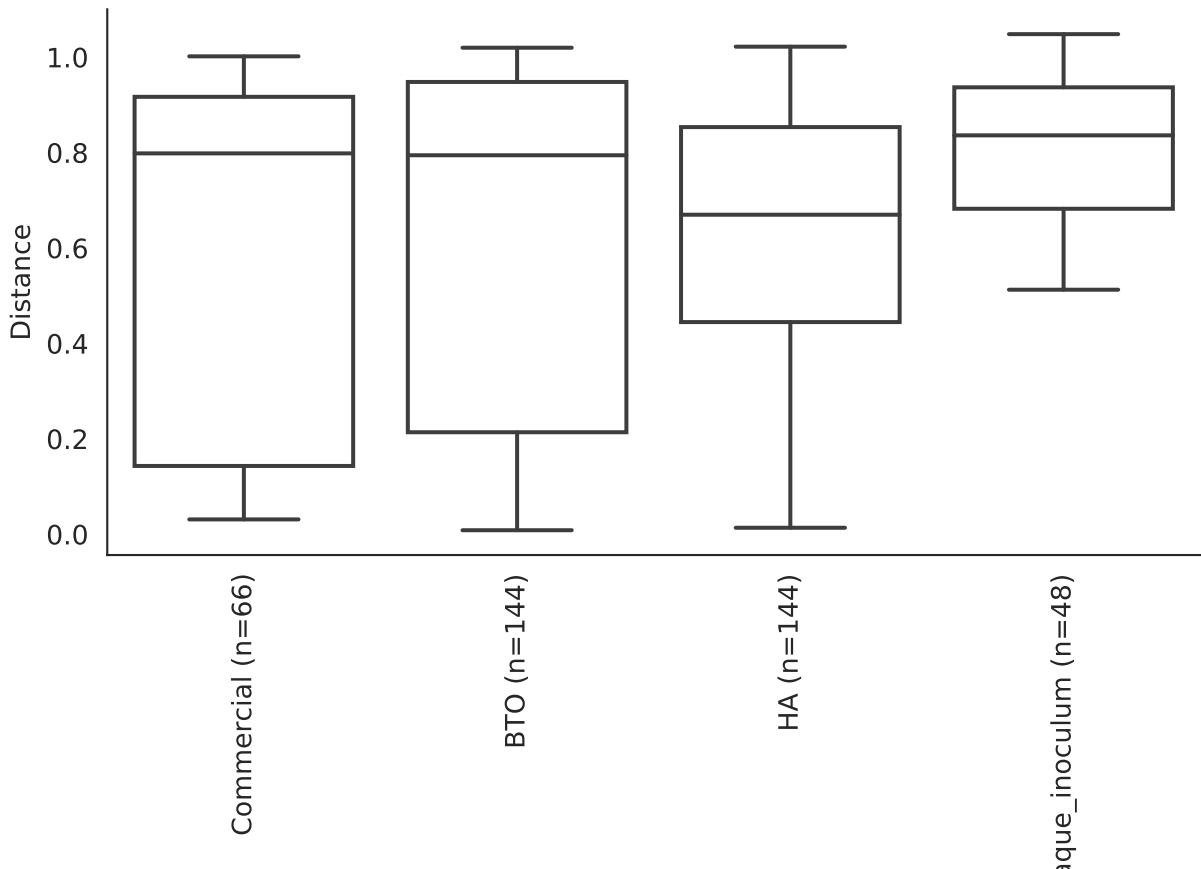 Distance
1.0
0.8
0.6
0.4
0.2
0.0
Commercial (n=66)
BTO (n=144)
HA (n=144)
aque_inoculum (n=48)